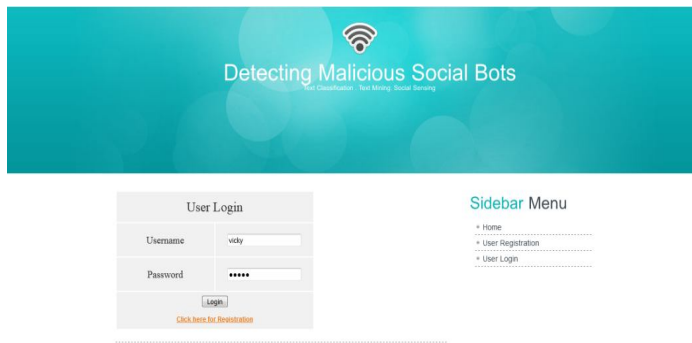 Detecting Malicious Social Bots
Text Classification . Text Mining. Social Sensing
User Login
Username
vicky
Password
•••••
Login
Click here for Registration
Sidebar Menu
Home
User Registration
User Login